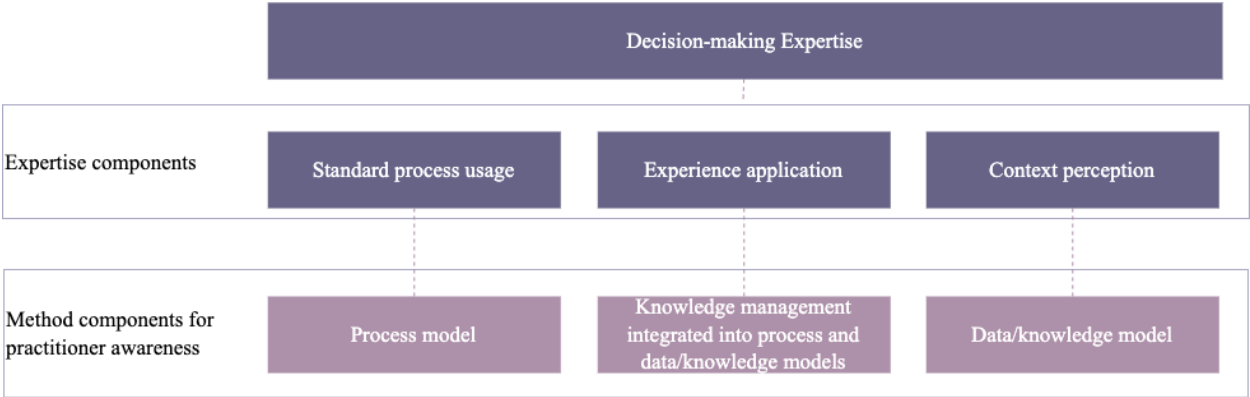 Decision-making Expertise
Expertise components
Standard process usage
Experience application
Context perception
Method components for
practitioner awareness
Process model
Knowledge management
integrated into process and
data/knowledge models
Data/knowledge model